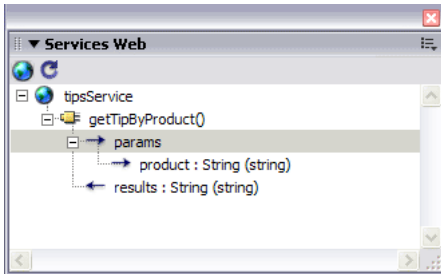 Services Web
tipsService
getTipByProduct()
params
product : String (string)
results : String (string)